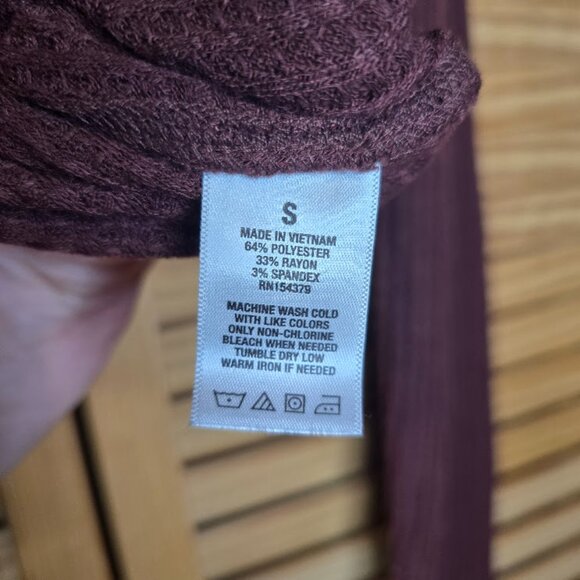 S
MADE IN VIETNAM
64% POLYESTER
33% RAYON
3% SPANDEX
RN154379
MACHINE WASH COLD
WITH LIKE COLORS
ONLY NON-CHLORINE
BLEACH WHEN NEEDED
TUMBLE DRY LOW
WARM IRON IF NEEDED